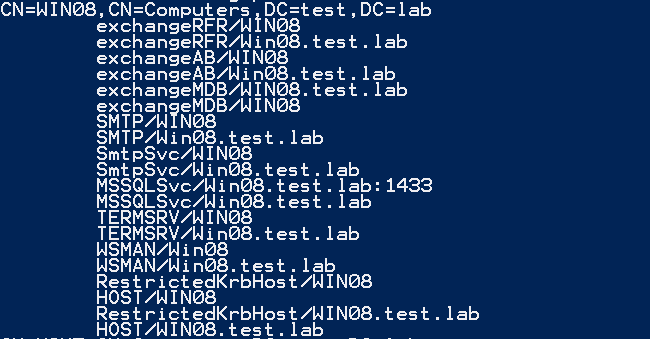 CN=WIN08,CN=Computers,DC=test,DC=lab
exchangeRFR/WIN08
exchangeRFR/Win08.test.lab
exchangeAB/WIN08
exchangeAB/Win08.test.lab
exchangeMDB/Win08.test.lab
exchangeMDB/WIN08
SMTP/WIN08
SMTP/Win08.test.lab
SmtpSvc/WIN08
SmtpSvc/Win08.test.lab
MSSQLSvc/Win08.test.lab:1433
MSSQLSvc/Win08.test.lab
TERMSRV/WIN08
TERMSRV/Win08.test.lab
WSMAN/Win08
WSMAN/Win08.test.lab
RestrictedKrbHost/WIN08
HOST/WIN08
RestrictedKrbHost/WIN08.test.lab
HOST/WIN08.test.lab